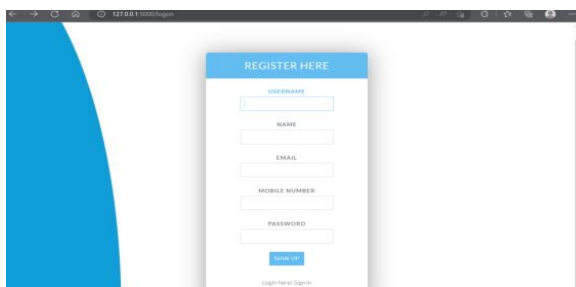 127.0.0.1:5000/logon
REGISTER HERE
USERNAME
NAME
EMAIL
MOBILE NUMBER
PASSWORD
SIGN UP
Login Here! Sign in